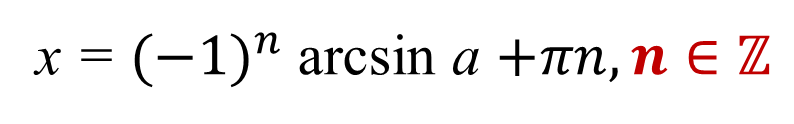 x = (−1)ⁿ arcsin a +πn, n ∈ ℤ